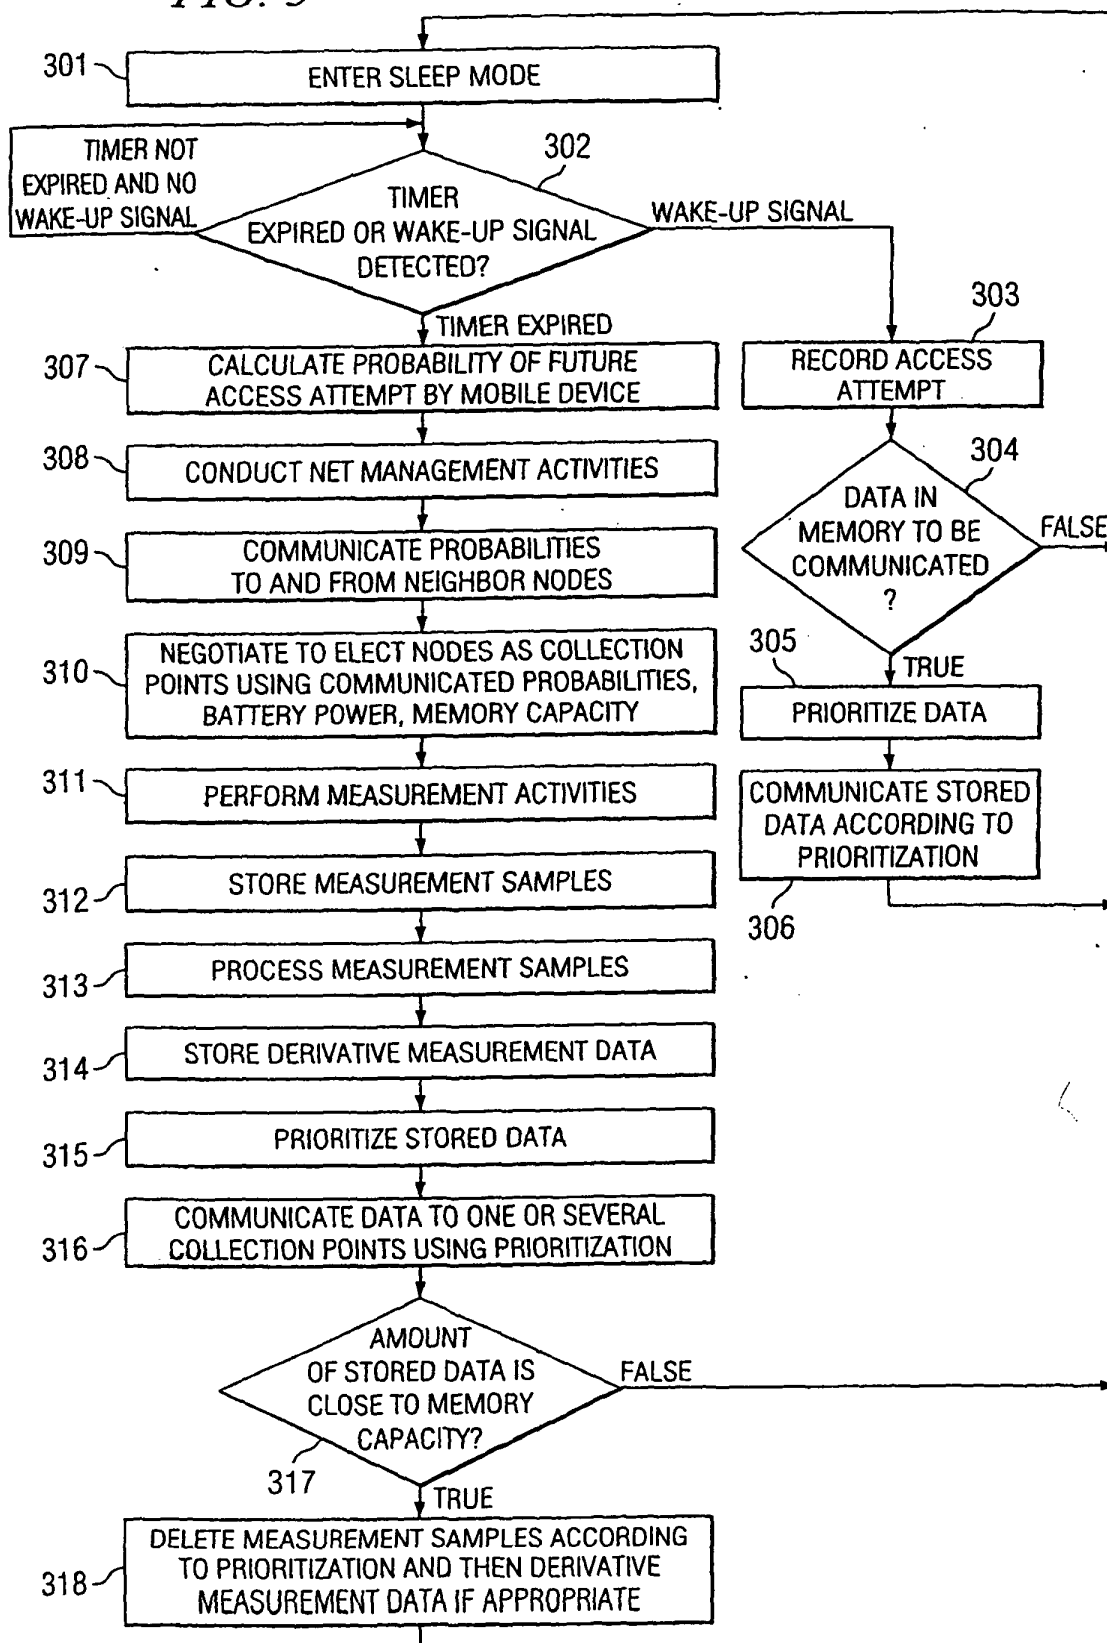 301
ENTER SLEEP MODE
TIMER NOT
EXPIRED AND NO
WAKE-UP SIGNAL
302
TIMER
EXPIRED OR WAKE-UP SIGNAL
DETECTED?
WAKE-UP SIGNAL
TIMER EXPIRED
303
RECORD ACCESS
ATTEMPT
304
DATA IN
MEMORY TO BE
COMMUNICATED
?
FALSE
TRUE
305
PRIORITIZE DATA
COMMUNICATE STORED
DATA ACCORDING TO
PRIORITIZATION
306
307
CALCULATE PROBABILITY OF FUTURE
ACCESS ATTEMPT BY MOBILE DEVICE
308
CONDUCT NET MANAGEMENT ACTIVITIES
309
COMMUNICATE PROBABILITIES
TO AND FROM NEIGHBOR NODES
310
NEGOTIATE TO ELECT NODES AS COLLECTION
POINTS USING COMMUNICATED PROBABILITIES,
BATTERY POWER, MEMORY CAPACITY
311
PERFORM MEASUREMENT ACTIVITIES
312
STORE MEASUREMENT SAMPLES
313
PROCESS MEASUREMENT SAMPLES
314
STORE DERIVATIVE MEASUREMENT DATA
315
PRIORITIZE STORED DATA
316
COMMUNICATE DATA TO ONE OR SEVERAL
COLLECTION POINTS USING PRIORITIZATION
AMOUNT
OF STORED DATA IS
CLOSE TO MEMORY
CAPACITY?
FALSE
317
TRUE
318
DELETE MEASUREMENT SAMPLES ACCORDING
TO PRIORITIZATION AND THEN DERIVATIVE
MEASUREMENT DATA IF APPROPRIATE